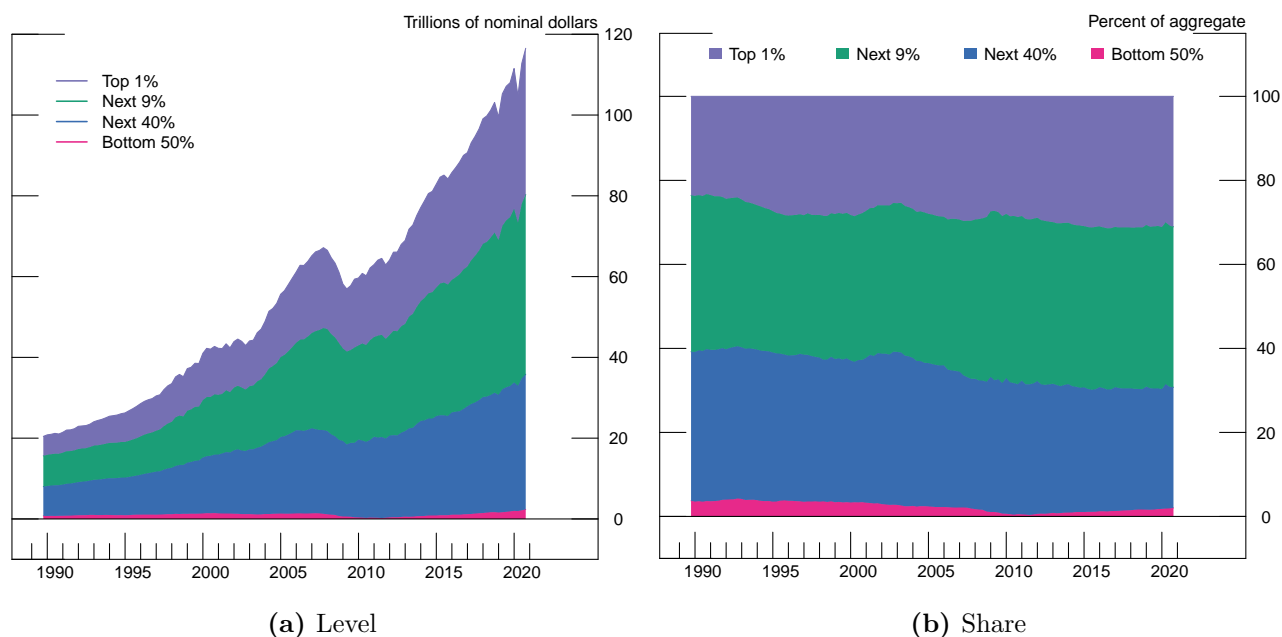 Trillions of nominal dollars
Top 1%
Next 9%
Next 40%
Bottom 50%
120
100
80
60
40
20
0
1990 1995 2000 2005 2010 2015 2020
(a) Level
Percent of aggregate
Top 1% Next 9% Next 40% Bottom 50%
100
80
60
40
20
0
1990 1995 2000 2005 2010 2015 2020
(b) Share